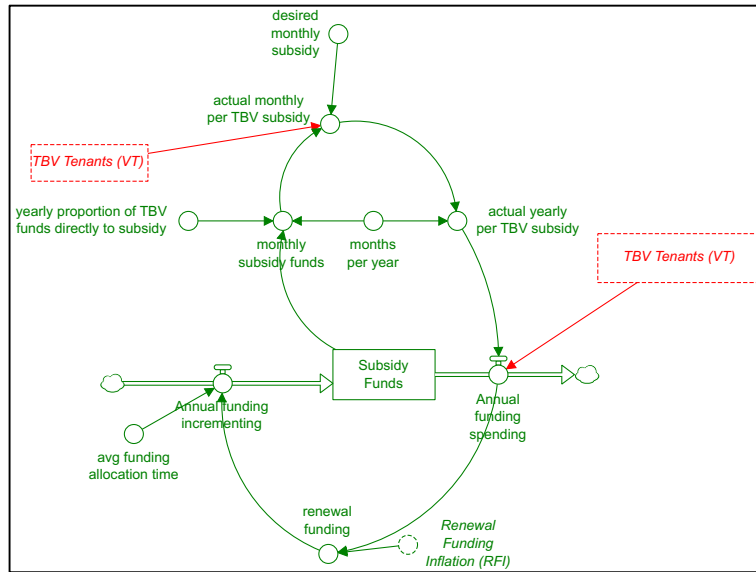 desired
monthly
subsidy
actual monthly
per TBV subsidy
TBV Tenants (VT)
yearly proportion of TBV
funds directly to subsidy
monthly
subsidy funds
months
per year
actual yearly
per TBV subsidy
TBV Tenants (VT)
Subsidy
Funds
Annual funding
incrementing
Annual
funding
spending
avg funding
allocation time
renewal
funding
Renewal
Funding
Inflation (RFI)